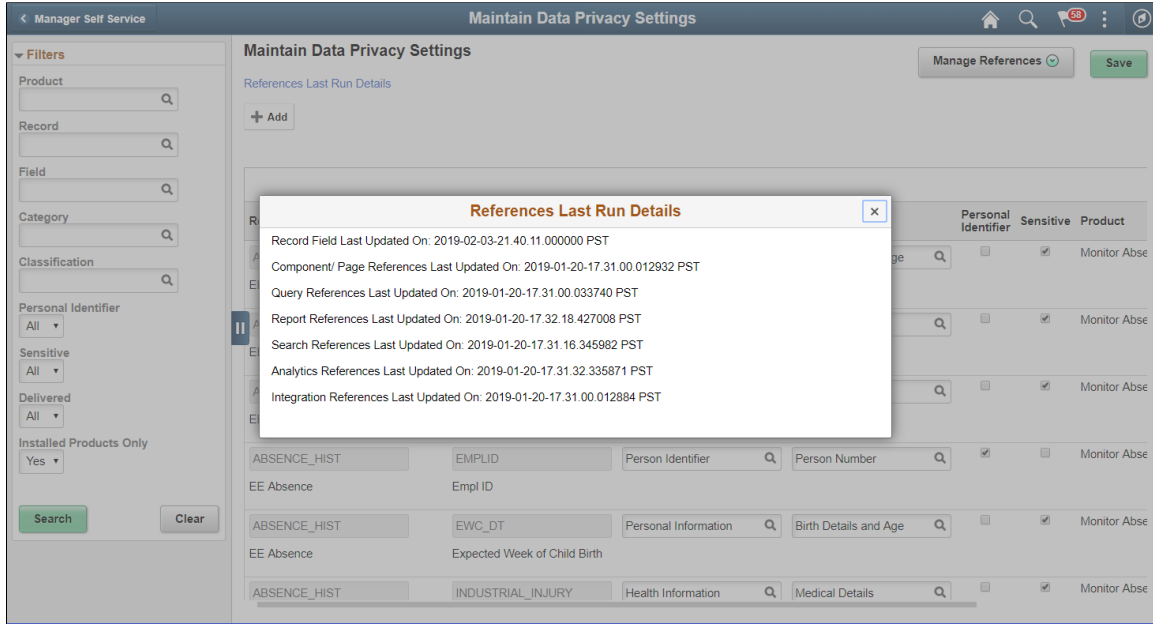 Manager Self Service
Maintain Data Privacy Settings
58
Filters
Product
Record
Field
Category
Classification
Personal Identifier
All
Sensitive
All
Delivered
All
Installed Products Only
Yes
Search Clear
Maintain Data Privacy Settings
Manage References
Save
References Last Run Details
Add
Personal Identifier Sensitive Product
Monitor Abse
Monitor Abse
Monitor Abse
References Last Run Details
Record Field Last Updated On: 2019-02-03-21.40.11.000000 PST
Component/ Page References Last Updated On: 2019-01-20-17.31.00.012932 PST
Query References Last Updated On: 2019-01-20-17.31.00.033740 PST
Report References Last Updated On: 2019-01-20-17.32.18.427008 PST
Search References Last Updated On: 2019-01-20-17.31.16.345982 PST
Analytics References Last Updated On: 2019-01-20-17.31.32.335871 PST
Integration References Last Updated On: 2019-01-20-17.31.00.012884 PST
ABSENCE_HIST EMPLID Person Identifier Person Number Monitor Abse
EE Absence Empl ID
ABSENCE_HIST EWC_DT Personal Information Birth Details and Age Monitor Abse
EE Absence Expected Week of Child Birth
ABSENCE_HIST INDUSTRIAL_INJURY Health Information Medical Details Monitor Abse